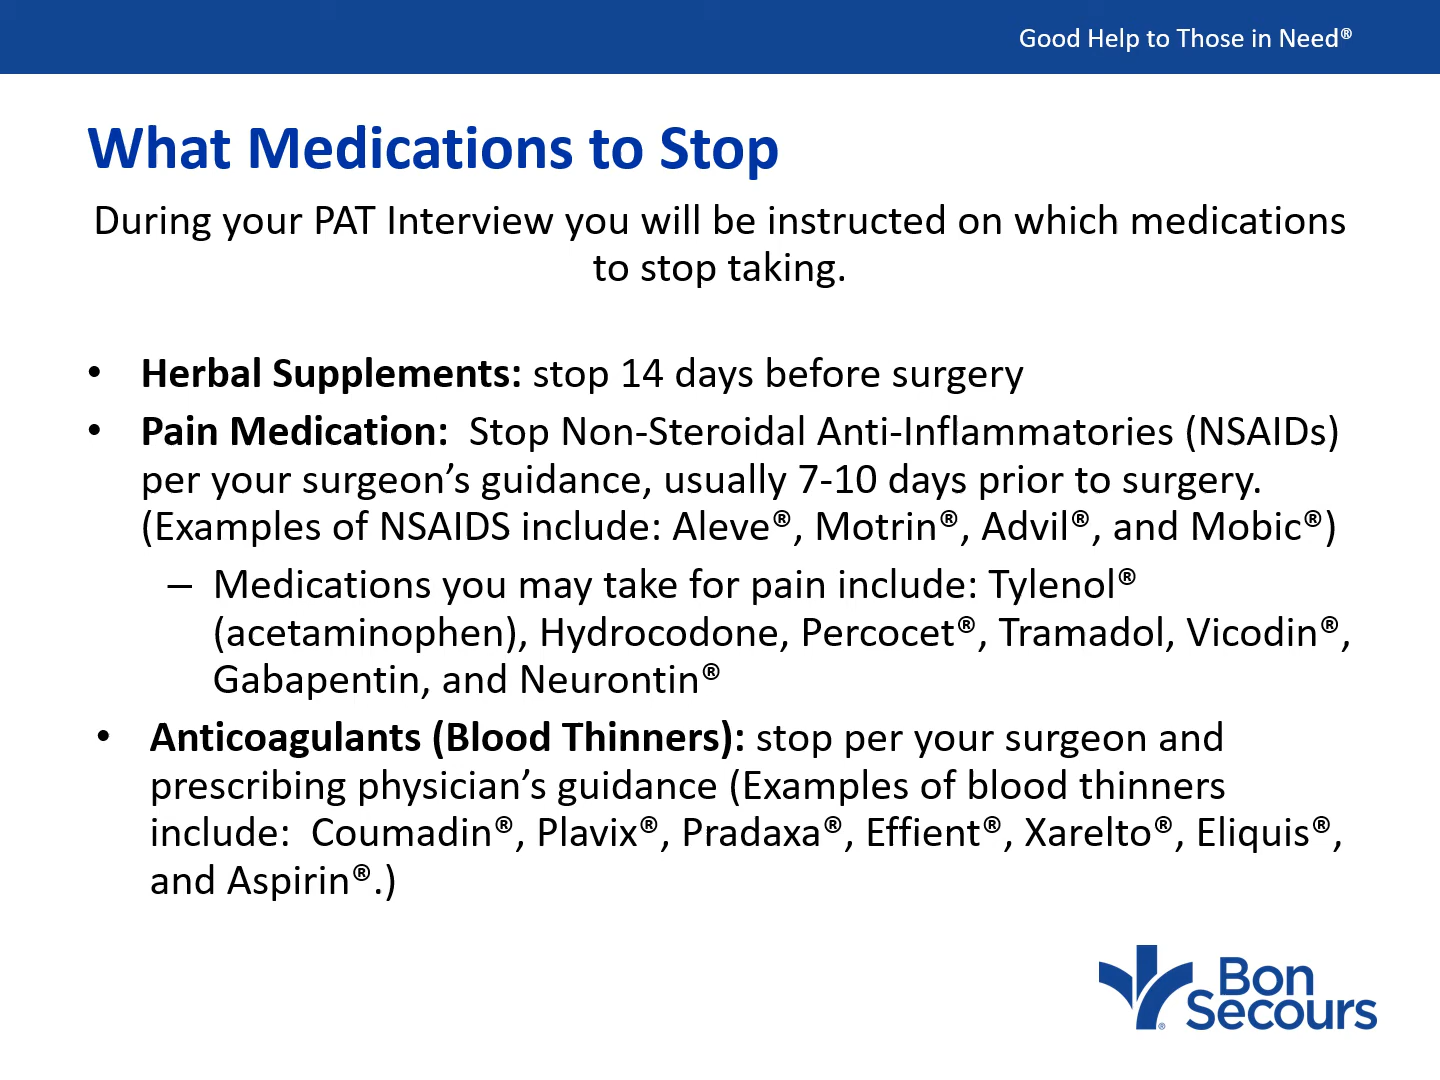 Good Help to Those in Need®
What Medications to Stop
During your PAT Interview you will be instructed on which medications
to stop taking.
• Herbal Supplements: stop 14 days before surgery
• Pain Medication:  Stop Non-Steroidal Anti-Inflammatories (NSAIDs)
per your surgeon’s guidance, usually 7-10 days prior to surgery.
(Examples of NSAIDS include: Aleve®, Motrin®, Advil®, and Mobic®)
– Medications you may take for pain include: Tylenol®
(acetaminophen), Hydrocodone, Percocet®, Tramadol, Vicodin®,
Gabapentin, and Neurontin®
• Anticoagulants (Blood Thinners): stop per your surgeon and
prescribing physician’s guidance (Examples of blood thinners
include:  Coumadin®, Plavix®, Pradaxa®, Effient®, Xarelto®, Eliquis®,
and Aspirin®.)
Bon
Secours
®